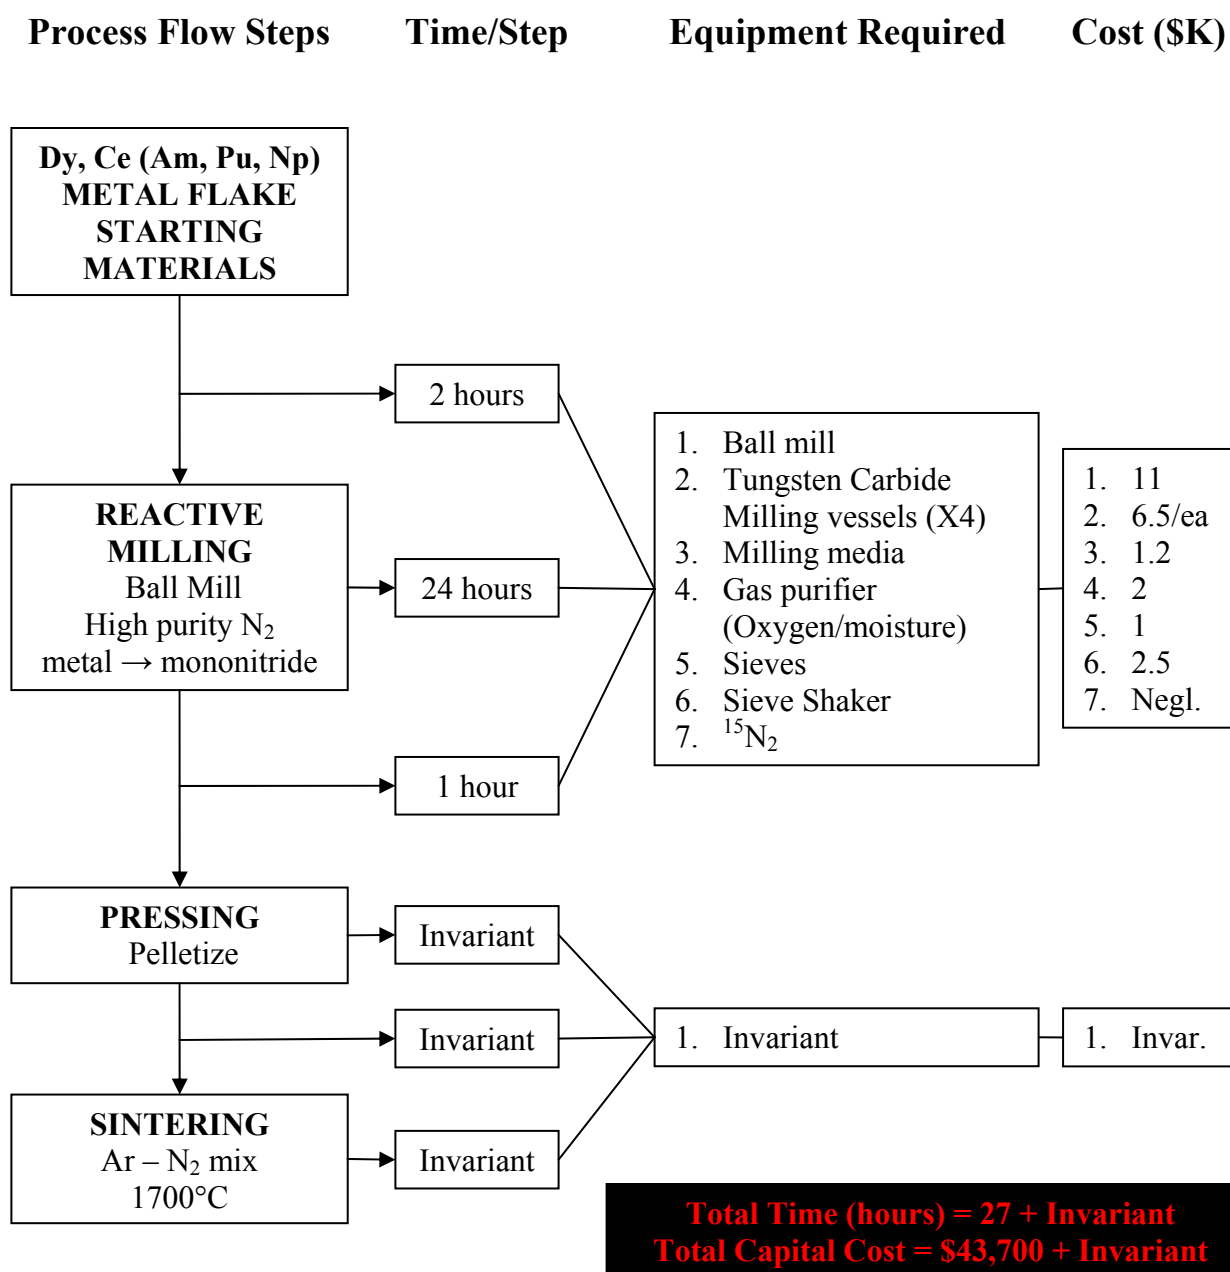 Process Flow Steps Time/Step Equipment Required Cost ($K)
Dy, Ce (Am, Pu, Np)
METAL FLAKE
STARTING
MATERIALS
2 hours
REACTIVE
MILLING
Ball Mill
High purity N₂
metal → mononitride
24 hours
1 hour
1. Ball mill
2. Tungsten Carbide
Milling vessels (X4)
3. Milling media
4. Gas purifier
(Oxygen/moisture)
5. Sieves
6. Sieve Shaker
7. ¹⁵N₂
1. 11
2. 6.5/ea
3. 1.2
4. 2
5. 1
6. 2.5
7. Negl.
PRESSING
Pelletize
Invariant
Invariant
SINTERING
Ar – N₂ mix
1700°C
Invariant
1. Invariant
1. Invar.
Total Time (hours) = 27 + Invariant
Total Capital Cost = $43,700 + Invariant